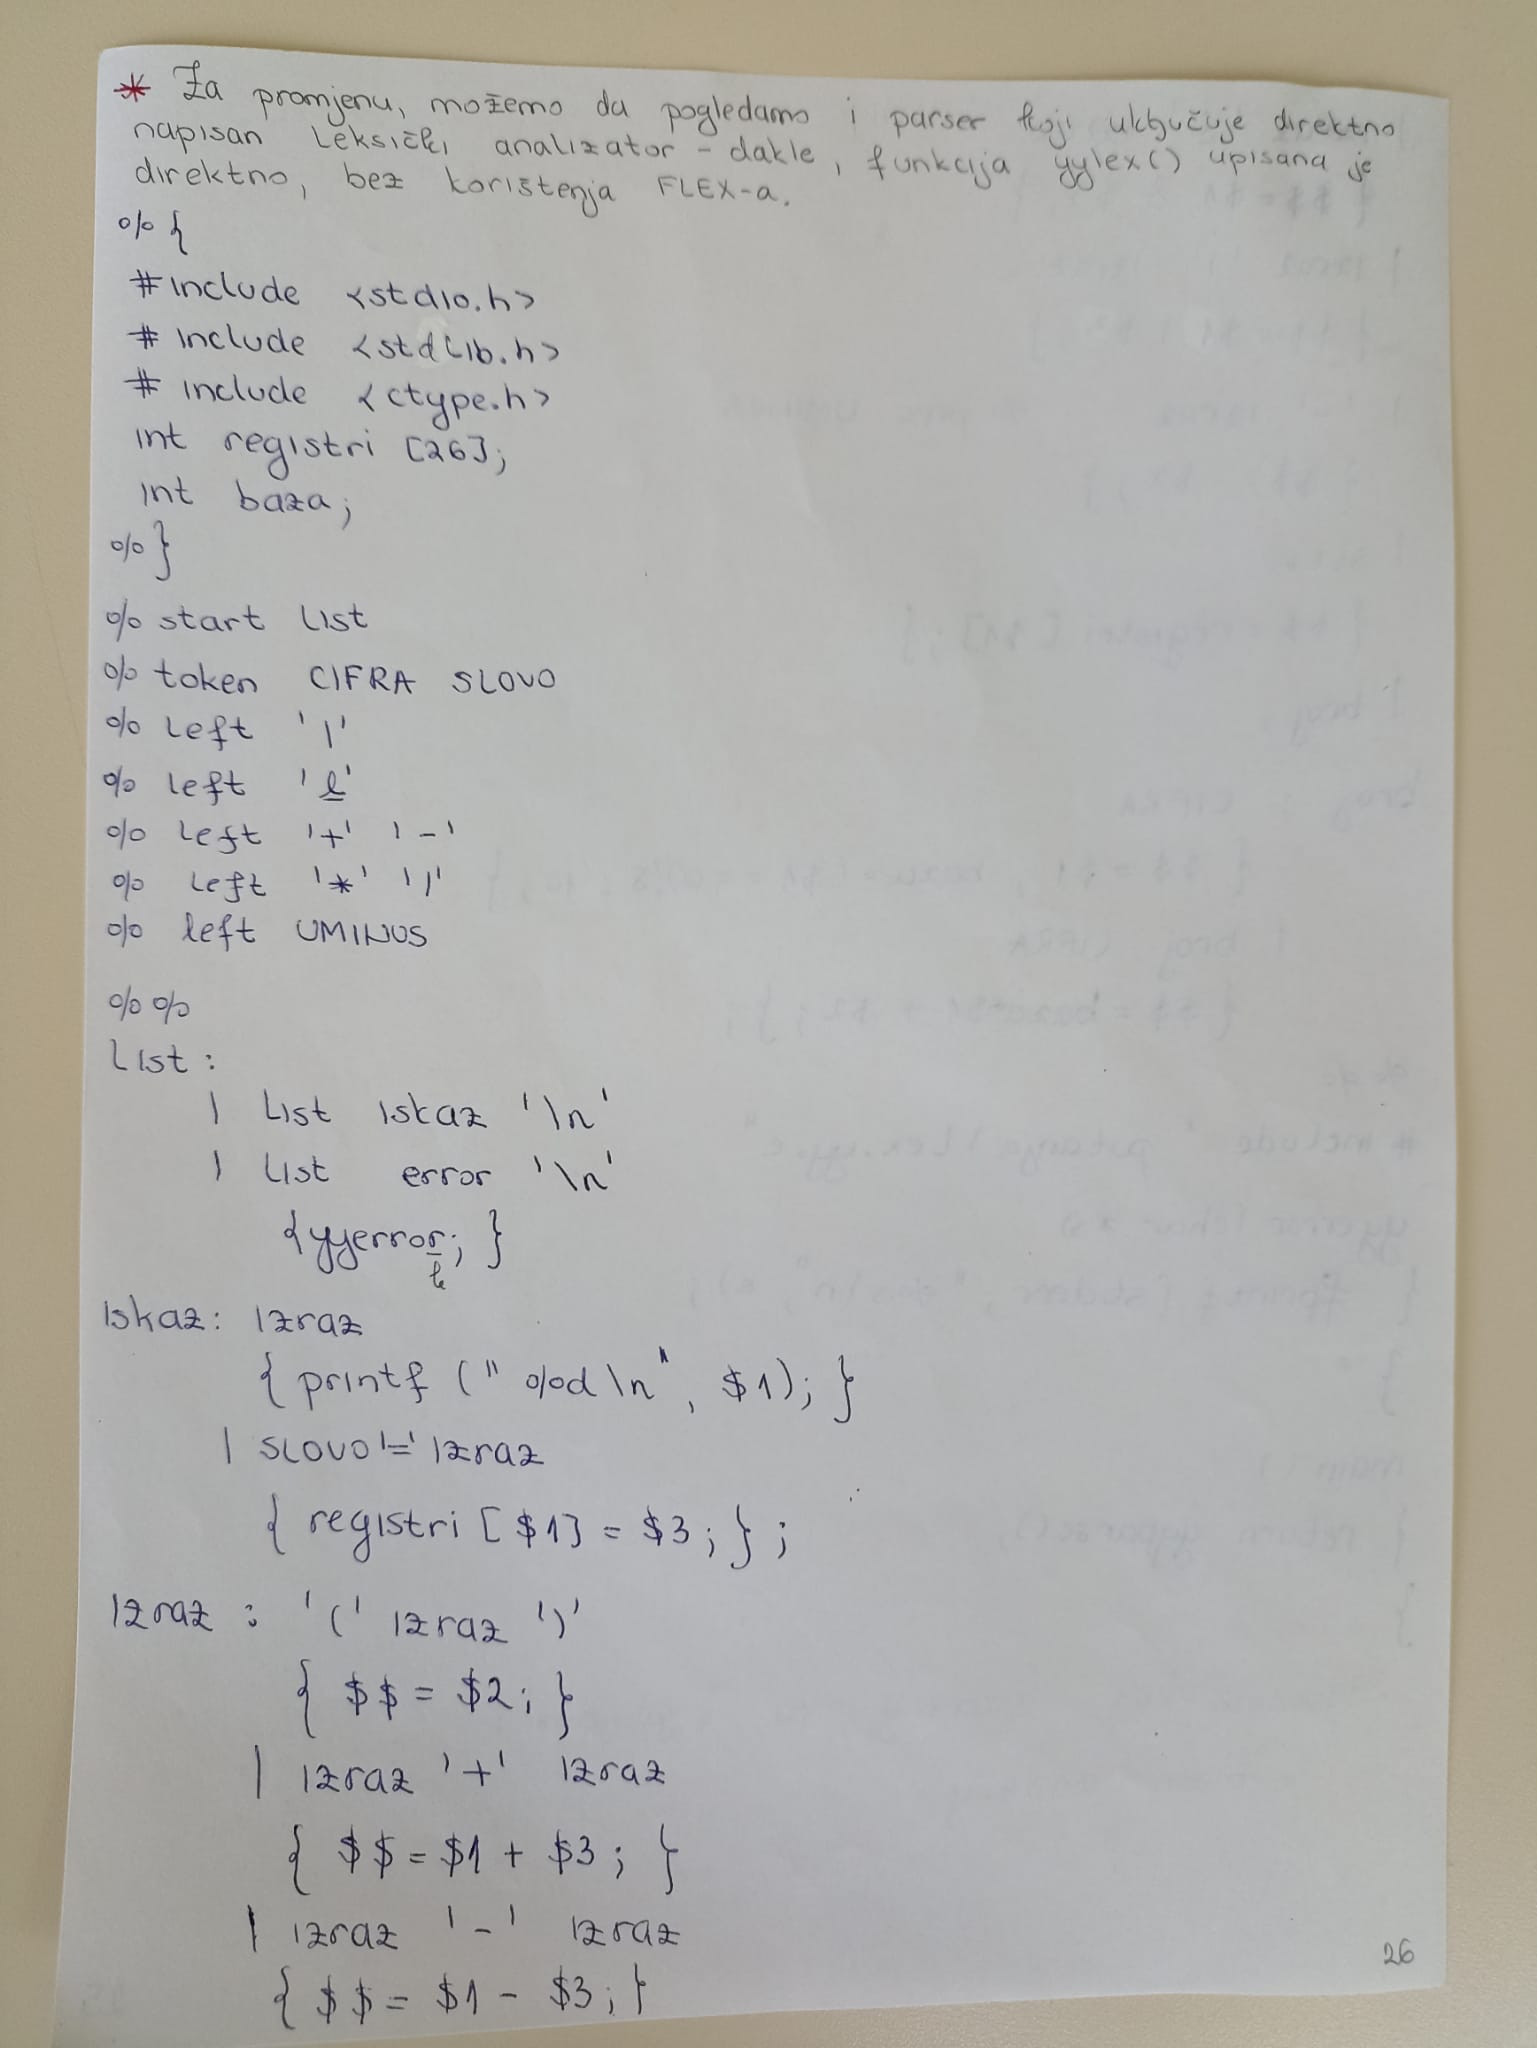 * Za promjenu, možemo da pogledamo i parser koji uključuje direktno
napisan leksički analizator - dakle, funkcija yylex() upisana je
direktno, bez korištenja FLEX-a.
%{
#include <stdio.h>
# include <stdlib.h>
# include <ctype.h>
int registri [26];
int baza;
%}
% start list
% token CIFRA SLOVO
% left '|'
% left '&'
% left '+' '-'
% left '*' '/'
% left UMINUS
%%
list:
| list iskaz '\n'
| list error '\n'
{yyerror; }
k
iskaz: izraz
{ printf (" %d \n", $1); }
| SLOVO '=' izraz
{ registri [$1] = $3; } ;
izraz : '(' izraz ')'
{ $$ = $2; }
| izraz '+' izraz
{ $$ = $1 + $3 ; }
| izraz '-' izraz
{ $$ = $1 - $3; }
26